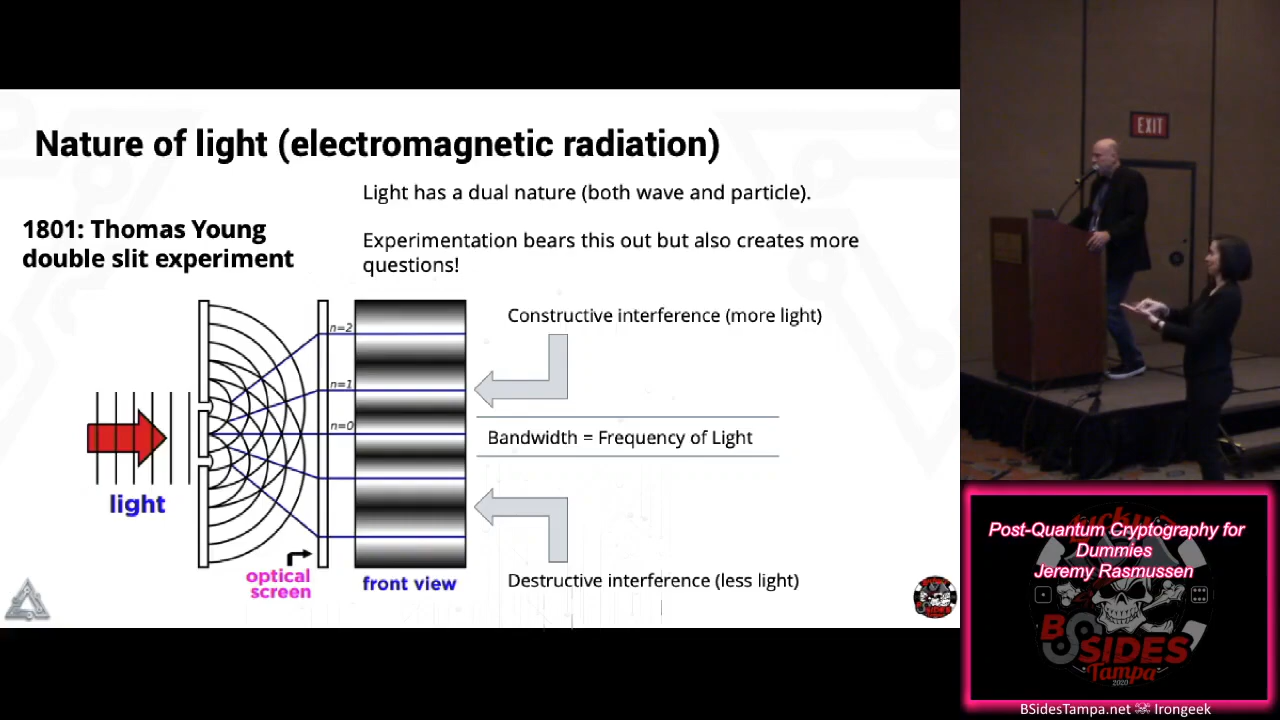 Nature of light (electromagnetic radiation)
Light has a dual nature (both wave and particle).
1801: Thomas Young
double slit experiment
Experimentation bears this out but also creates more
questions!
Constructive interference (more light)
n=2
n=1
n=0
Bandwidth = Frequency of Light
light
optical
screen
front view
Destructive interference (less light)
EXIT
Post-Quantum Cryptography for
Dummies
Jeremy Rasmussen
B SIDES
Tampa
2020
BSidesTampa.net Irongeek